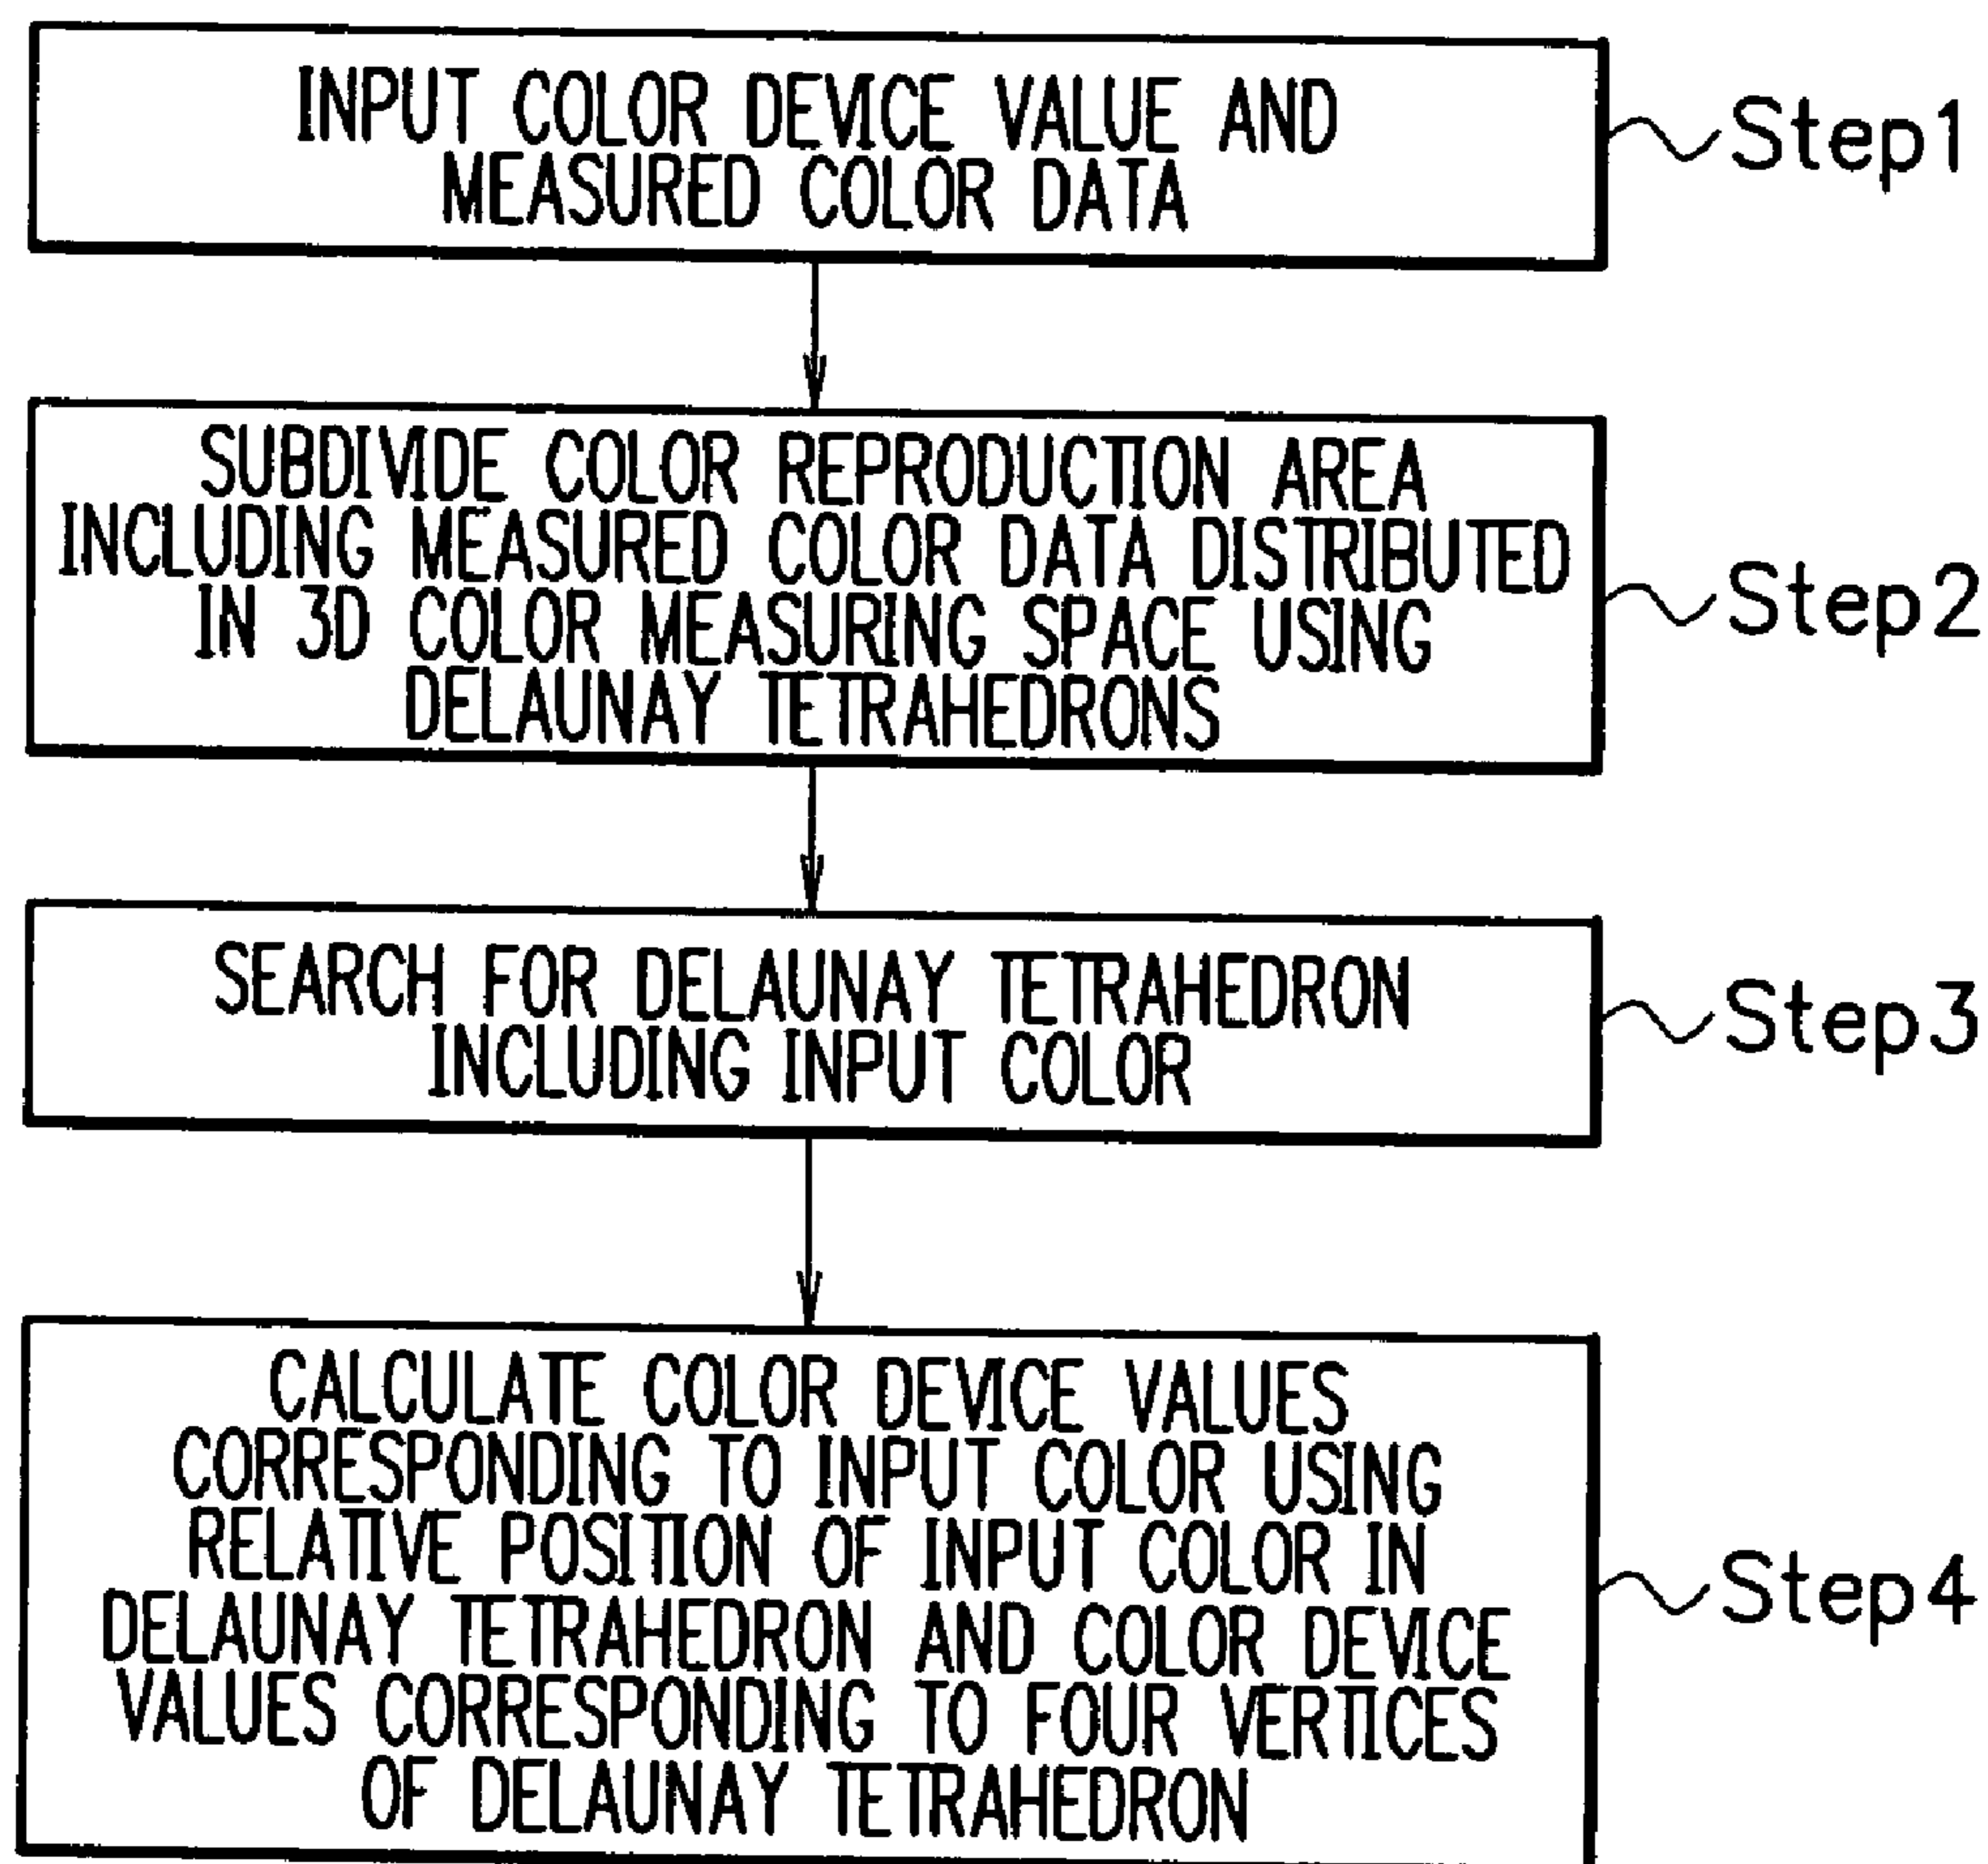 INPUT COLOR DEVICE VALUE AND
MEASURED COLOR DATA
Step1
SUBDIVIDE COLOR REPRODUCTION AREA
INCLUDING MEASURED COLOR DATA DISTRIBUTED
IN 3D COLOR MEASURING SPACE USING
DELAUNAY TETRAHEDRONS
Step2
SEARCH FOR DELAUNAY TETRAHEDRON
INCLUDING INPUT COLOR
Step3
CALCULATE COLOR DEVICE VALUES
CORRESPONDING TO INPUT COLOR USING
RELATIVE POSITION OF INPUT COLOR IN
DELAUNAY TETRAHEDRON AND COLOR DEVICE
VALUES CORRESPONDING TO FOUR VERTICES
OF DELAUNAY TETRAHEDRON
Step4